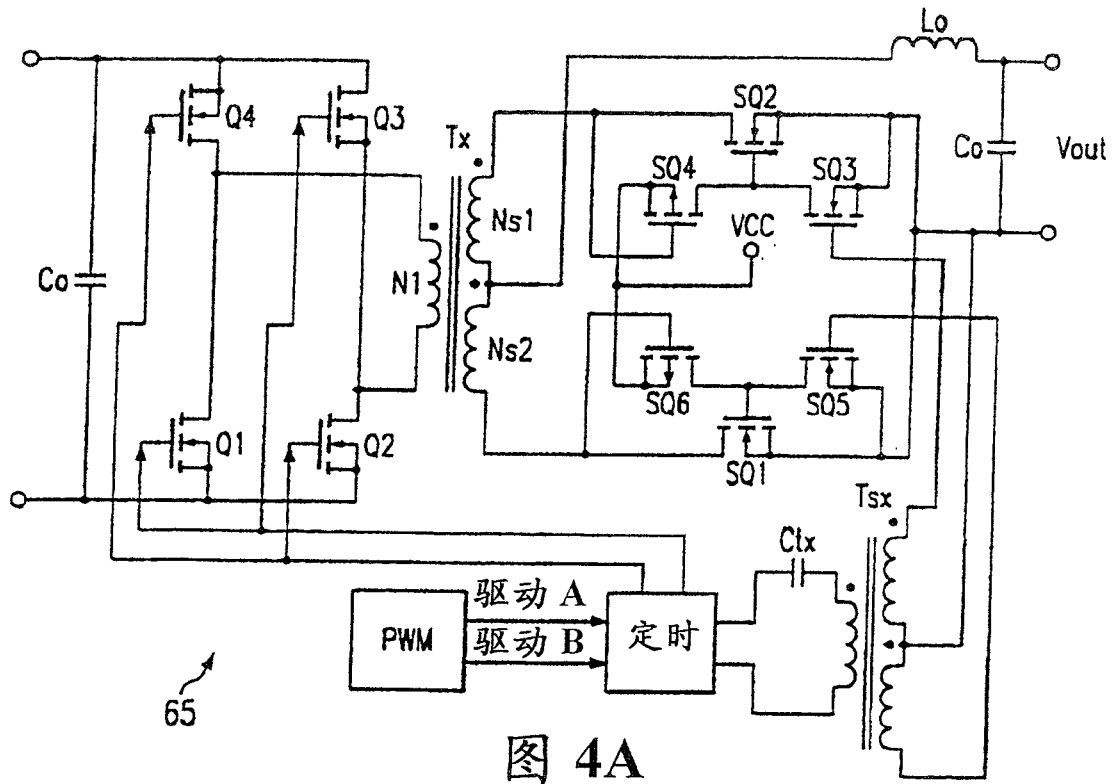 Lo
Q4
Q3
Tx
SQ2
Co
Vout
SQ4
SQ3
Ns1
VCC
Co
N1
Ns2
SQ6
SQ5
Q1
Q2
SQ1
Tsx
Ctx
驱动 A
PWM
驱动 B
定时
65
图 4A